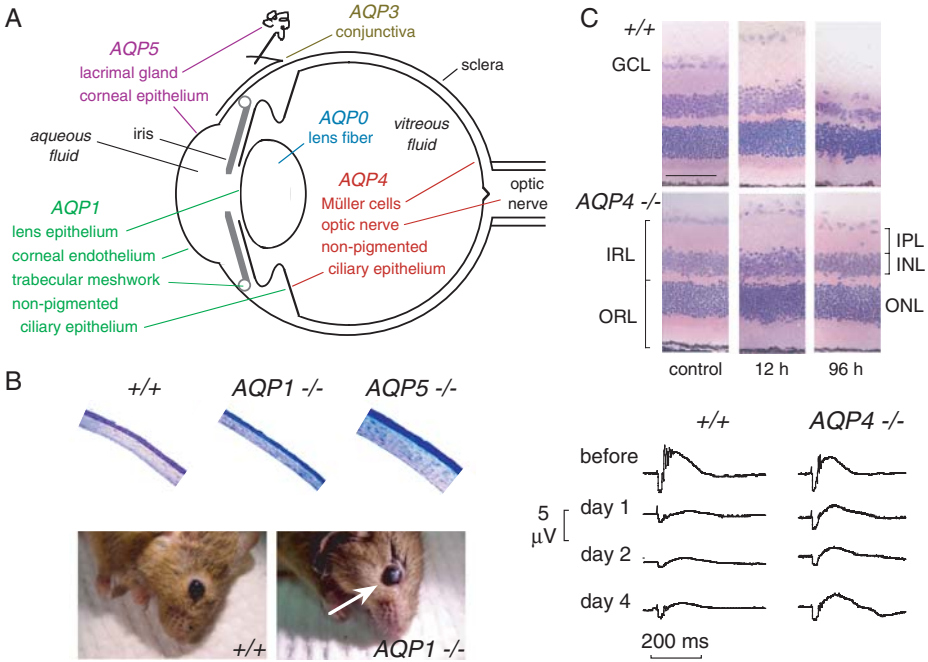 A
AQP3
conjunctiva
AQP5
lacrimal gland
corneal epithelium
sclera
aqueous
fluid
iris
AQP0
lens fiber
vitreous
fluid
AQP4
Müller cells
optic nerve
non-pigmented
ciliary epithelium
optic
nerve
AQP1
lens epithelium
corneal endothelium
trabecular meshwork
non-pigmented
ciliary epithelium
B
+/+
AQP1 -/-
AQP5 -/-
+/+
AQP1 -/-
C
+/+
GCL
AQP4 -/-
IRL
ORL
IPL
INL
ONL
control
12 h
96 h
+/+
AQP4 -/-
before
day 1
5
μV
day 2
day 4
200 ms